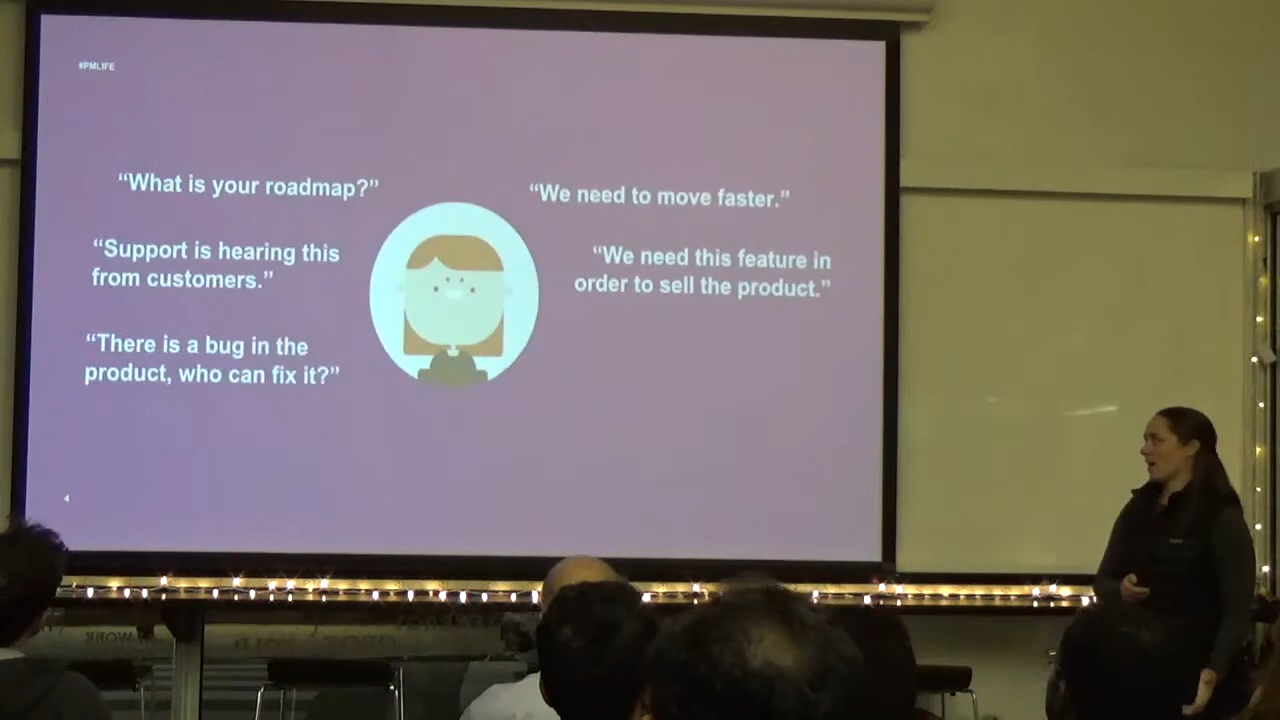 #PMLIFE
“What is your roadmap?”
“Support is hearing this
from customers.”
“There is a bug in the
product, who can fix it?”
“We need to move faster.”
“We need this feature in
order to sell the product.”
4